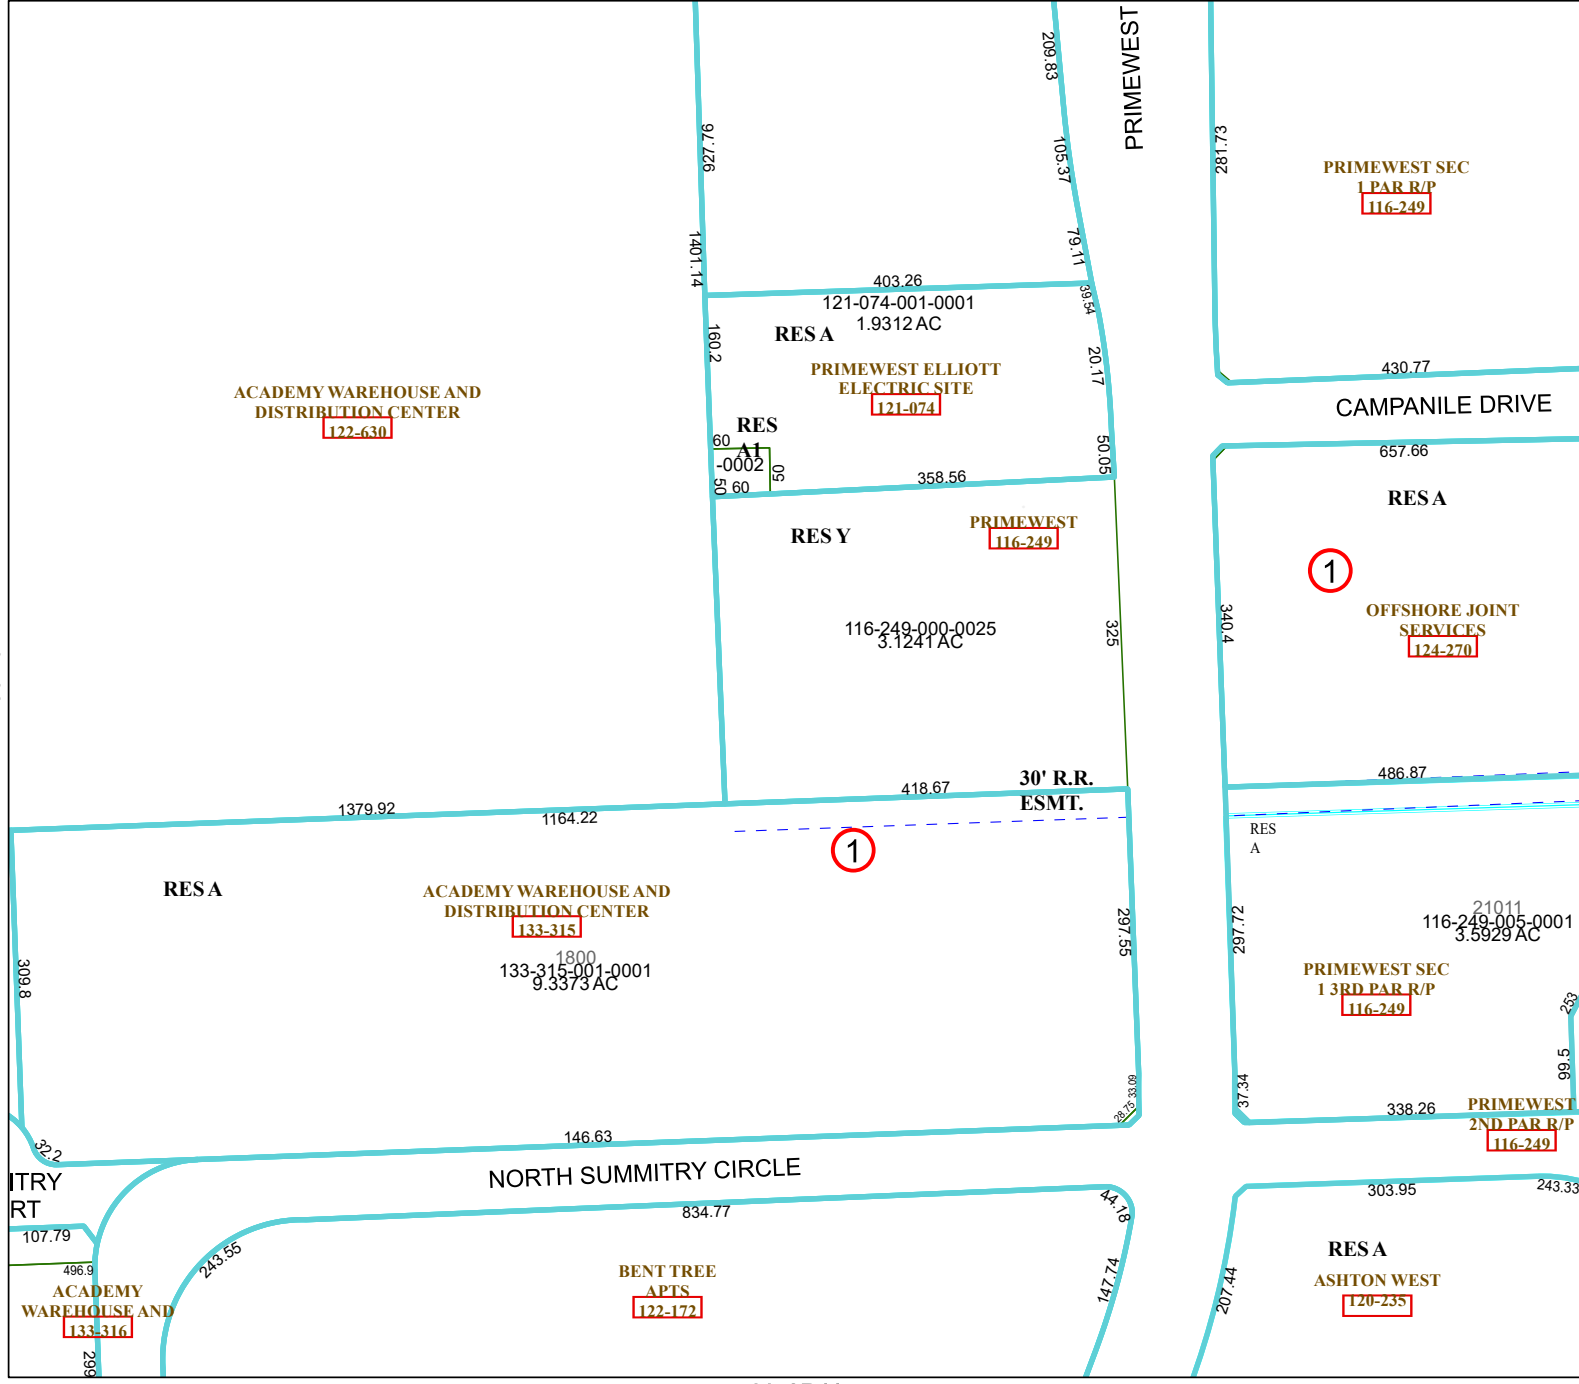 PRIMEWEST
209.83
927.76
105.37
281.73
PRIMEWEST SEC
1 PAR R/P
116-249
79.11
1401.14
403.26
39.54
121-074-001-0001
1.9312 AC
RES A
160.2
20.17
PRIMEWEST ELLIOTT
ELECTRIC SITE
121-074
430.77
CAMPANILE DRIVE
ACADEMY WAREHOUSE AND
DISTRIBUTION CENTER
122-630
RES
A1
60
-0002
50
50
60
50.05
358.56
657.66
RES A
PRIMEWEST
116-249
RES Y
1
116-249-000-0025
3.1241 AC
325
340.4
OFFSHORE JOINT
SERVICES
124-270
30' R.R.
ESMT.
418.67
486.87
1379.92
1164.22
1
RES
A
RES A
ACADEMY WAREHOUSE AND
DISTRIBUTION CENTER
133-315
1800
133-315-001-0001
9.3373 AC
297.55
297.72
21011
116-249-005-0001
3.5929 AC
309.8
PRIMEWEST SEC
1 3RD PAR R/P
116-249
253
99.5
33.09
28.75
37.34
338.26
PRIMEWEST
2ND PAR R/P
116-249
32.2
146.63
NORTH SUMMITRY CIRCLE
ITRY
RT
107.79
834.77
44.18
303.95
243.33
496.9
243.55
147.74
207.44
RES A
ASHTON WEST
120-235
ACADEMY
WAREHOUSE AND
133-316
BENT TREE
APTS
122-172
299